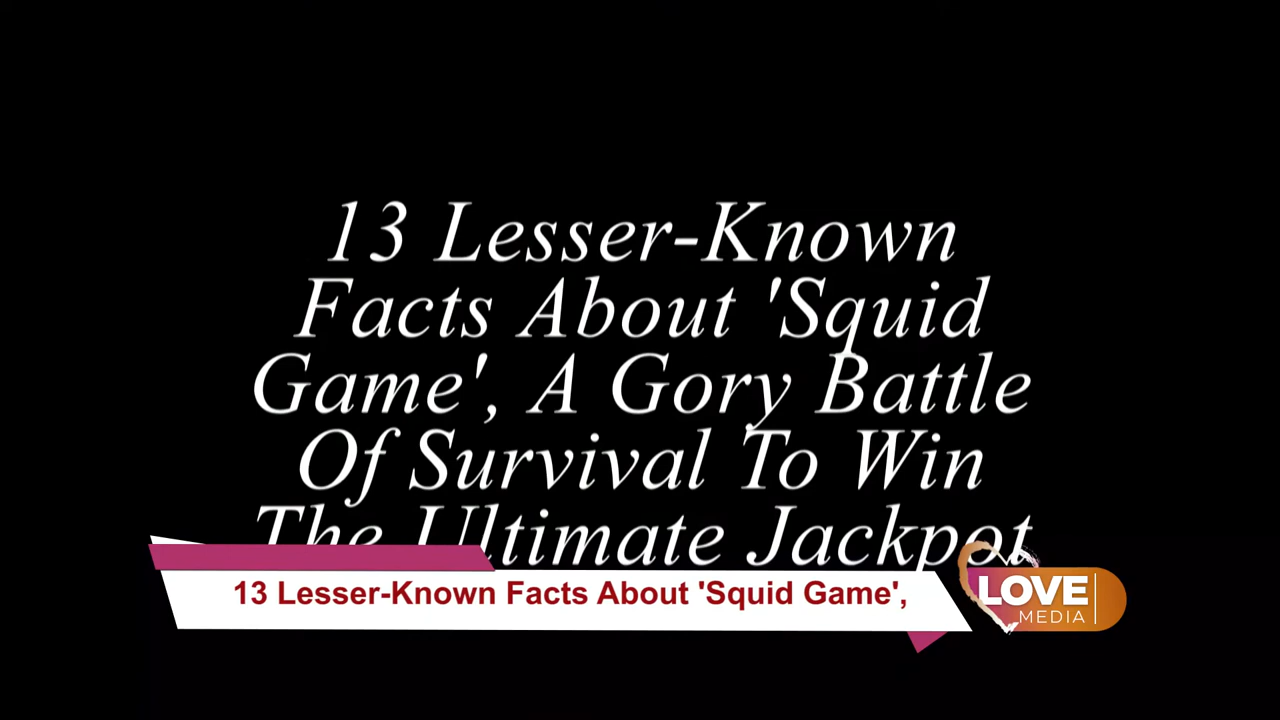 13 Lesser-Known
Facts About 'Squid
Game', A Gory Battle
Of Survival To Win
The Ultimate Jackpot
13 Lesser-Known Facts About 'Squid Game',
LOVE
MEDIA